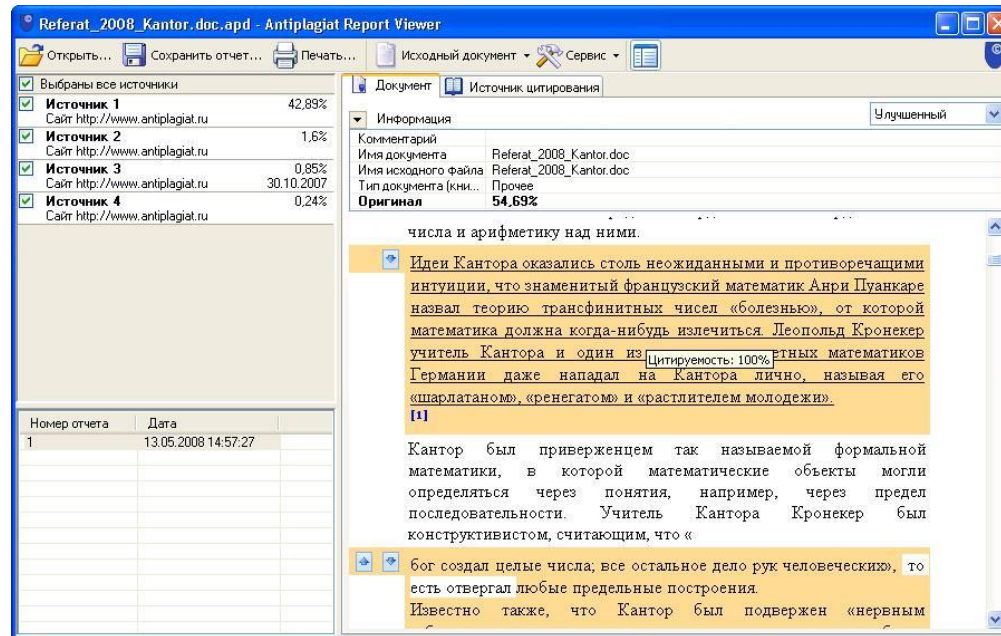 Referat_2008_Kantor.doc.apd - Antiplagiat Report Viewer
Открыть... Сохранить отчет... Печать... Исходный документ Сервис
Выбраны все источники
Источник 1 42,89%
Сайт http://www.antiplagiat.ru
Источник 2 1,6%
Сайт http://www.antiplagiat.ru
Источник 3 0,85%
Сайт http://www.antiplagiat.ru 30.10.2007
Источник 4 0,24%
Сайт http://www.antiplagiat.ru
Номер отчета Дата
1 13.05.2008 14:57:27
Документ Источник цитирования
Информация Улучшенный
Комментарий
Имя документа Referat_2008_Kantor.doc
Имя исходного файла Referat_2008_Kantor.doc
Тип документа (кни... Прочее
Оригинал 54,69%
числа и арифметику над ними.
Идеи Кантора оказались столь неожиданными и противоречащими
интуиции, что знаменитый французский математик Анри Пуанкаре
назвал теорию трансфинитных чисел «болезнью», от которой
математика должна когда-нибудь излечиться. Леопольд Кронекер
учитель Кантора и один из Цитируемость: 100% етных математиков
Германии даже нападал на Кантора лично, называя его
«шарлатаном», «ренегатом» и «растлителем молодежи».
[1]
Кантор был приверженцем так называемой формальной
математики, в которой математические объекты могли
определяться через понятия, например, через предел
последовательности. Учитель Кантора Кронекер был
конструктивистом, считающим, что «
бог создал целые числа; все остальное дело рук человеческих», то
есть отвергал любые предельные построения.
Известно также, что Кантор был подвержен «нервным